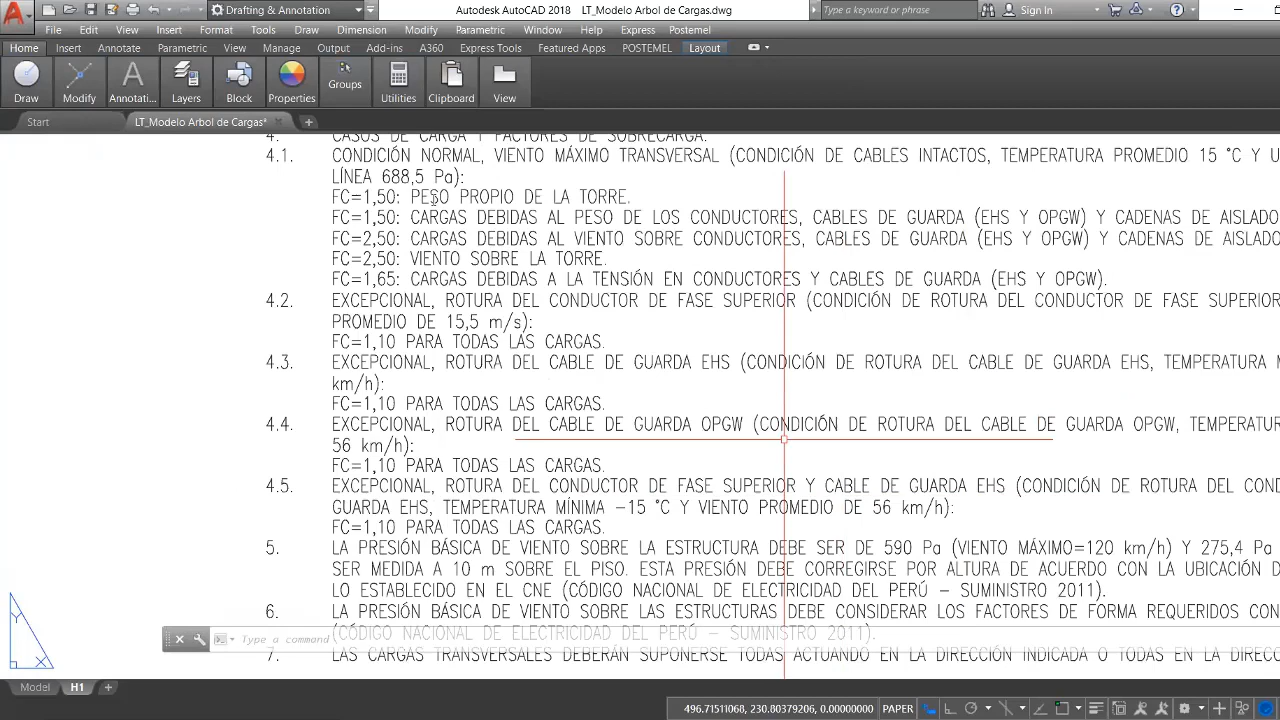 Drafting & Annotation
Autodesk AutoCAD 2018 LT_Modelo Arbol de Cargas.dwg
Type a keyword or phrase
Sign In
File Edit View Insert Format Tools Draw Dimension Modify Parametric Window Help Express Postemel
Home Insert Annotate Parametric View Manage Output Add-ins A360 Express Tools Featured Apps POSTEMEL Layout
Draw Modify Annotati... Layers Block Properties Groups Utilities Clipboard View
Start LT_Modelo Arbol de Cargas*
4. CASOS DE CARGA Y FACTORES DE SOBRECARGA.
4.1. CONDICIÓN NORMAL, VIENTO MÁXIMO TRANSVERSAL (CONDICIÓN DE CABLES INTACTOS, TEMPERATURA PROMEDIO 15 °C Y U
LÍNEA 688,5 Pa):
FC=1,50: PESO PROPIO DE LA TORRE.
FC=1,50: CARGAS DEBIDAS AL PESO DE LOS CONDUCTORES, CABLES DE GUARDA (EHS Y OPGW) Y CADENAS DE AISLADO
FC=2,50: CARGAS DEBIDAS AL VIENTO SOBRE CONDUCTORES, CABLES DE GUARDA (EHS Y OPGW) Y CADENAS DE AISLADO
FC=2,50: VIENTO SOBRE LA TORRE.
FC=1,65: CARGAS DEBIDAS A LA TENSIÓN EN CONDUCTORES Y CABLES DE GUARDA (EHS Y OPGW).
4.2. EXCEPCIONAL, ROTURA DEL CONDUCTOR DE FASE SUPERIOR (CONDICIÓN DE ROTURA DEL CONDUCTOR DE FASE SUPERIOR
PROMEDIO DE 15,5 m/s):
FC=1,10 PARA TODAS LAS CARGAS.
4.3. EXCEPCIONAL, ROTURA DEL CABLE DE GUARDA EHS (CONDICIÓN DE ROTURA DEL CABLE DE GUARDA EHS, TEMPERATURA
km/h):
FC=1,10 PARA TODAS LAS CARGAS.
4.4. EXCEPCIONAL, ROTURA DEL CABLE DE GUARDA OPGW (CONDICIÓN DE ROTURA DEL CABLE DE GUARDA OPGW, TEMPERATUR
56 km/h):
FC=1,10 PARA TODAS LAS CARGAS.
4.5. EXCEPCIONAL, ROTURA DEL CONDUCTOR DE FASE SUPERIOR Y CABLE DE GUARDA EHS (CONDICIÓN DE ROTURA DEL CON
GUARDA EHS, TEMPERATURA MÍNIMA -15 °C Y VIENTO PROMEDIO DE 56 km/h):
FC=1,10 PARA TODAS LAS CARGAS.
5. LA PRESIÓN BÁSICA DE VIENTO SOBRE LA ESTRUCTURA DEBE SER DE 590 Pa (VIENTO MÁXIMO=120 km/h) Y 275,4 Pa
SER MEDIDA A 10 m SOBRE EL PISO. ESTA PRESIÓN DEBE CORREGIRSE POR ALTURA DE ACUERDO CON LA UBICACIÓN D
LO ESTABLECIDO EN EL CNE (CÓDIGO NACIONAL DE ELECTRICIDAD DEL PERÚ - SUMINISTRO 2011).
6. LA PRESIÓN BÁSICA DE VIENTO SOBRE LAS ESTRUCTURAS DEBE CONSIDERAR LOS FACTORES DE FORMA REQUERIDOS CON
Type a command
(CÓDIGO NACIONAL DE ELECTRICIDAD DEL PERÚ - SUMINISTRO 2011).
7. LAS CARGAS TRANSVERSALES DEBERÁN SUPONERSE TODAS ACTUANDO EN LA DIRECCIÓN INDICADA O TODAS EN LA DIRECC
Y
X
Model H1
496.71511068, 230.80379206, 0.00000000 PAPER